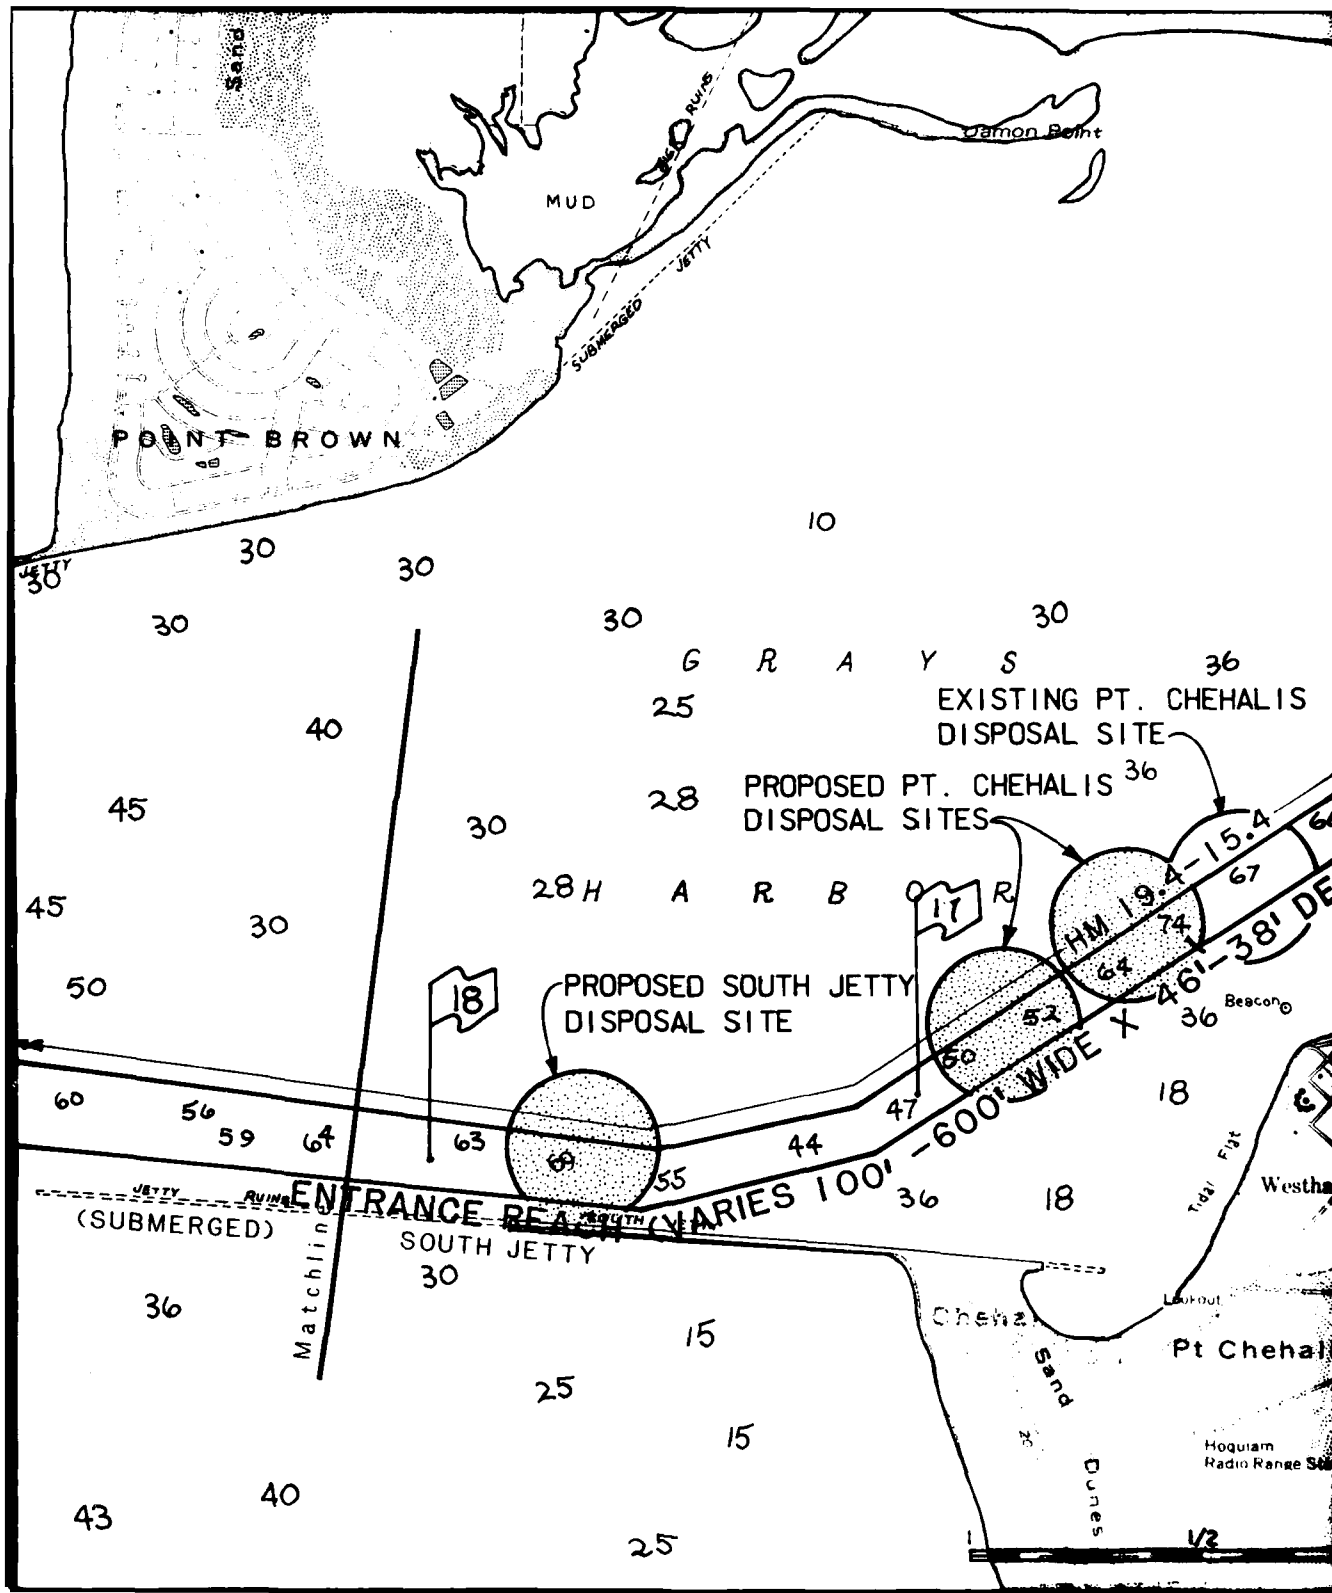 Sand
RUINS
Damon Point
MUD
JETTY
SUBMERGED
POINT BROWN
10
30
30
JETTY
30
30
30
30
GRAYS
36
25
EXISTING PT. CHEHALIS
DISPOSAL SITE
40
36
PROPOSED PT. CHEHALIS
DISPOSAL SITES
28
45
30
HM 19.4-15.4
67
28
HARBOR
17
45
30
74
64
50
18
PROPOSED SOUTH JETTY
DISPOSAL SITE
52
36
Beacon
50
60
56
59
64
63
47
44
55
18
36
18
Tidal Flat
ENTRANCE REACH (VARIES 100'-600' WIDE X 46'-38' DE
JETTY
RUINS
SOUTH
(SUBMERGED)
SOUTH JETTY
Matchlin
30
36
15
Westha
Lookout
Pt Chehal
Sand
Dunes
25
15
Hoquiam
Radio Range
40
43
25
1
1/2